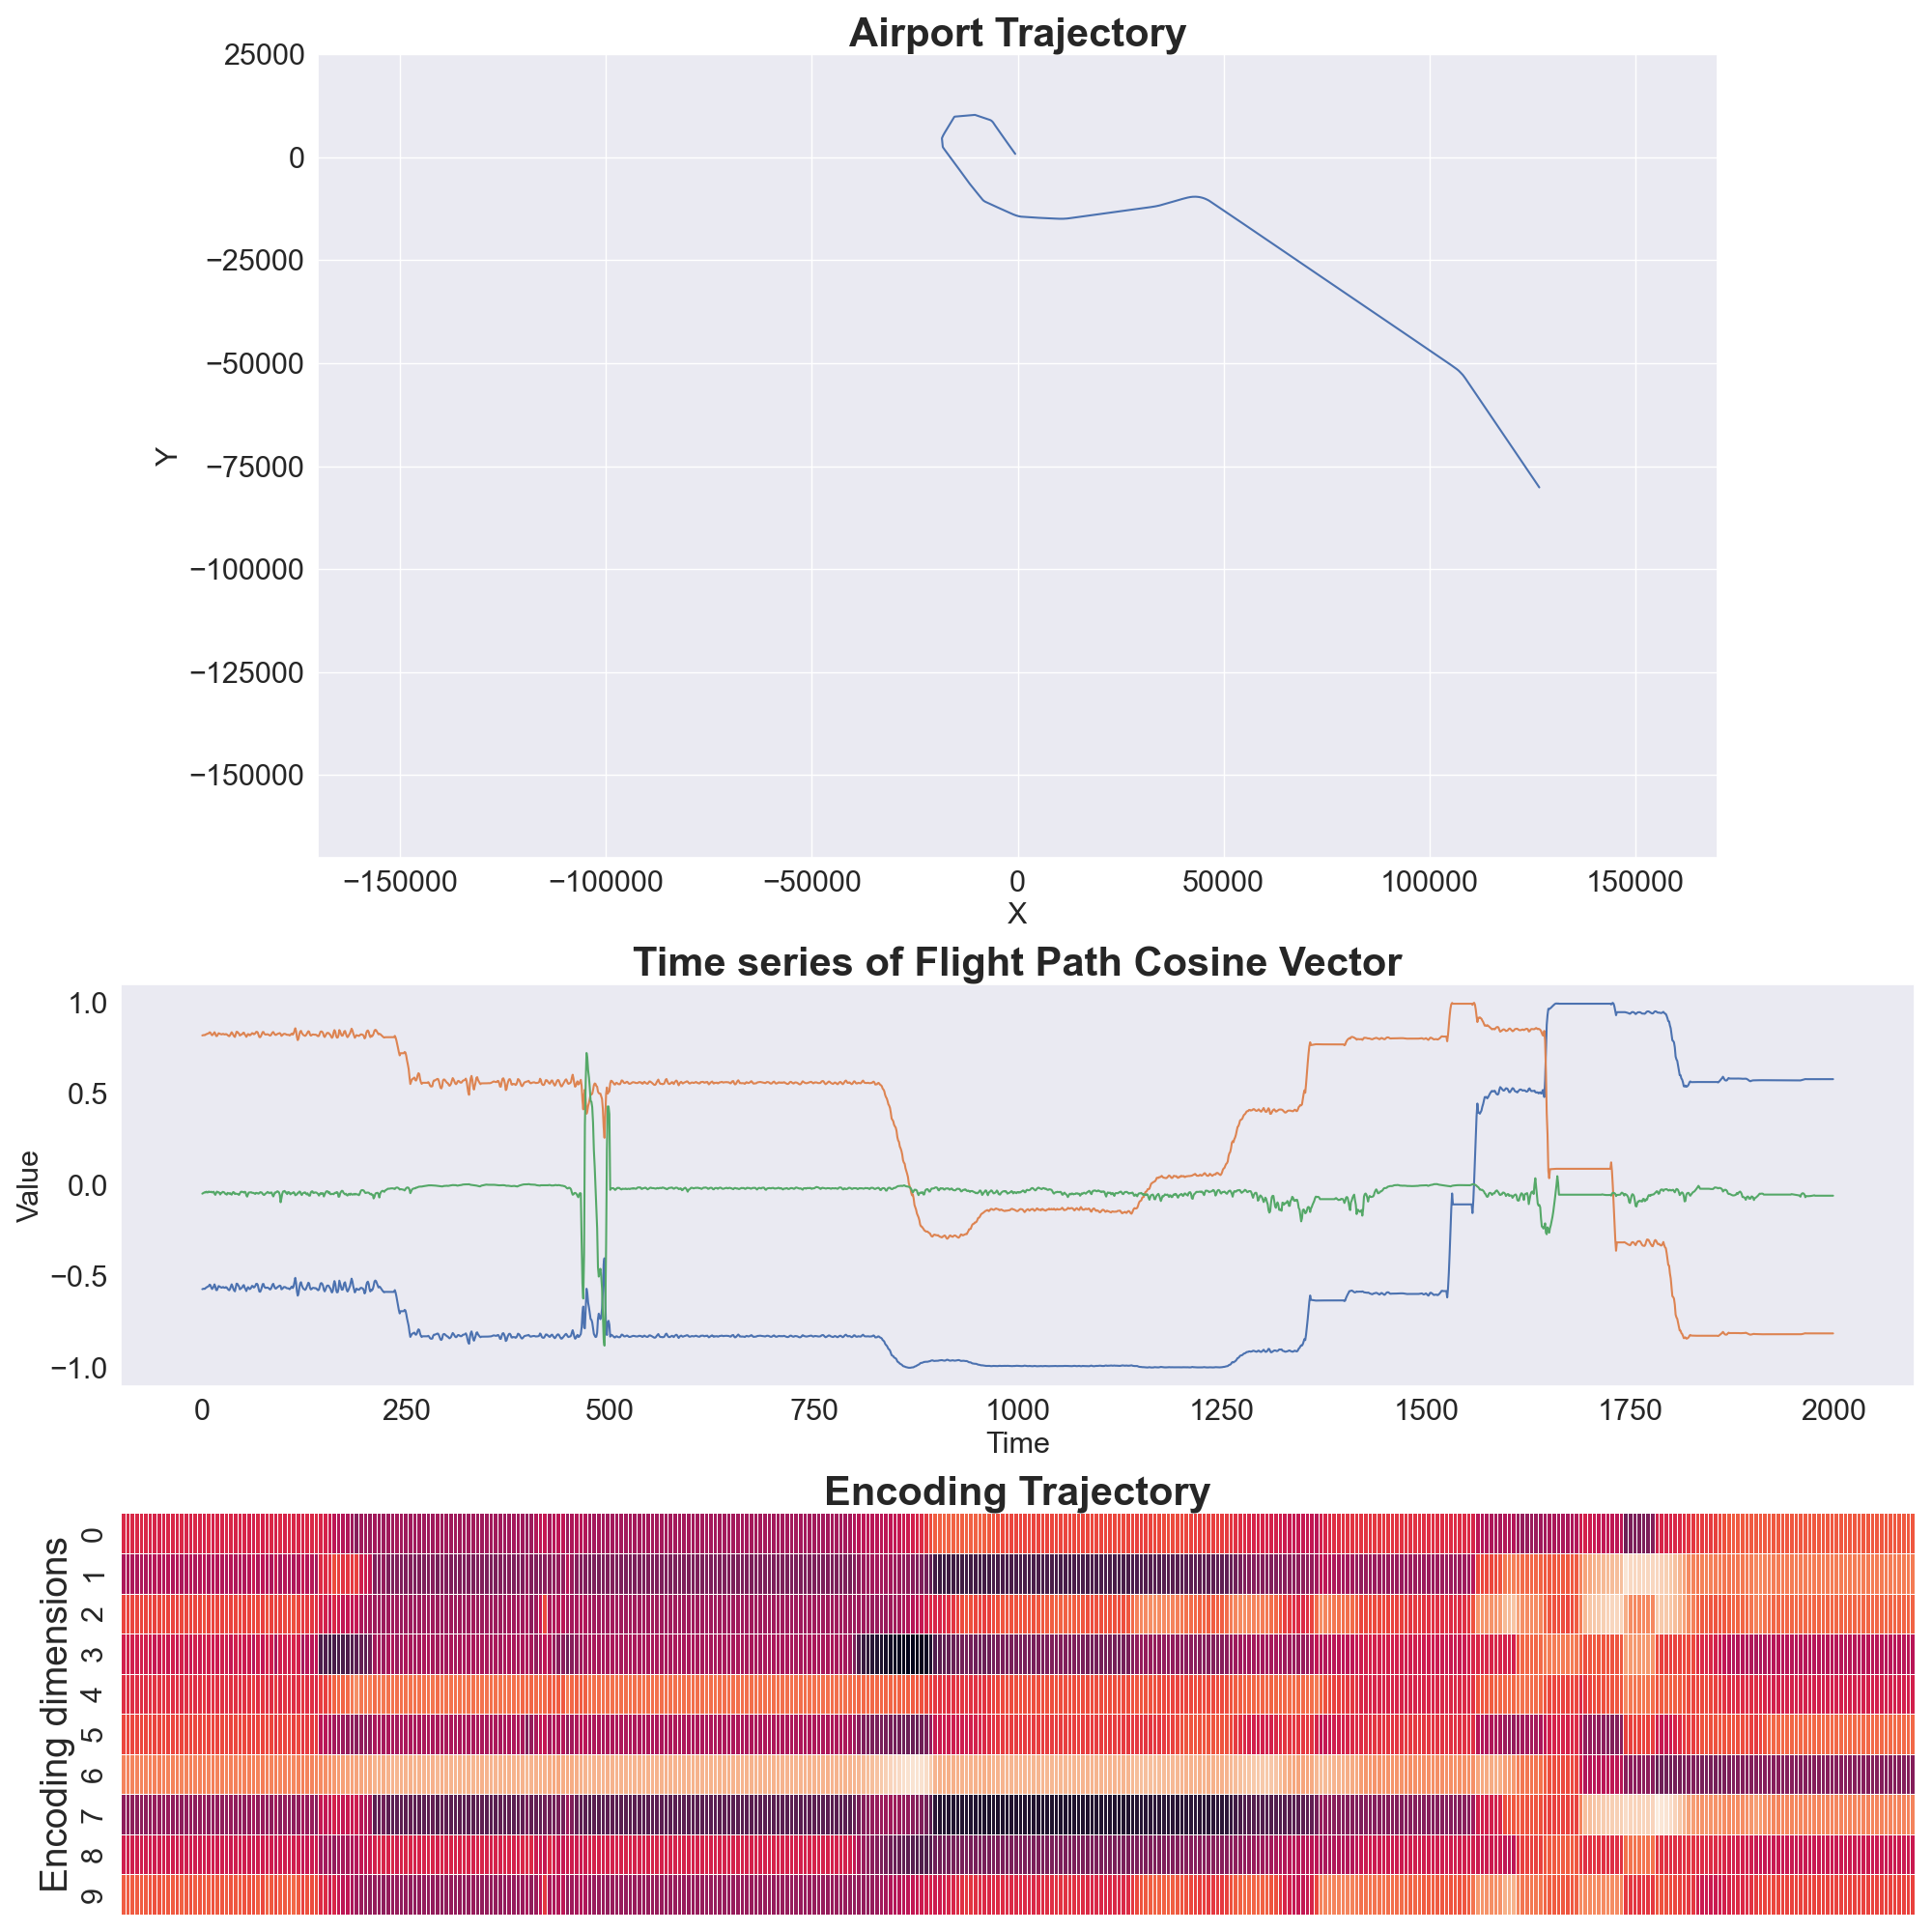 Airport Trajectory
25000
0
−25000
−50000
−75000
−100000
−125000
−150000
Y
−150000 −100000 −50000 0 50000 100000 150000
X
Time series of Flight Path Cosine Vector
1.0
0.5
0.0
−0.5
−1.0
Value
0 250 500 750 1000 1250 1500 1750 2000
Time
Encoding Trajectory
Encoding dimensions
0
1
2
3
4
5
6
7
8
9